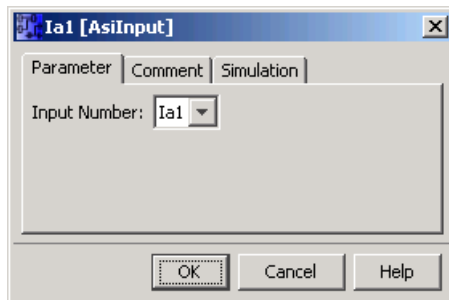 Ia1 [AsiInput]
Parameter Comment Simulation
Input Number: Ia1
OK Cancel Help